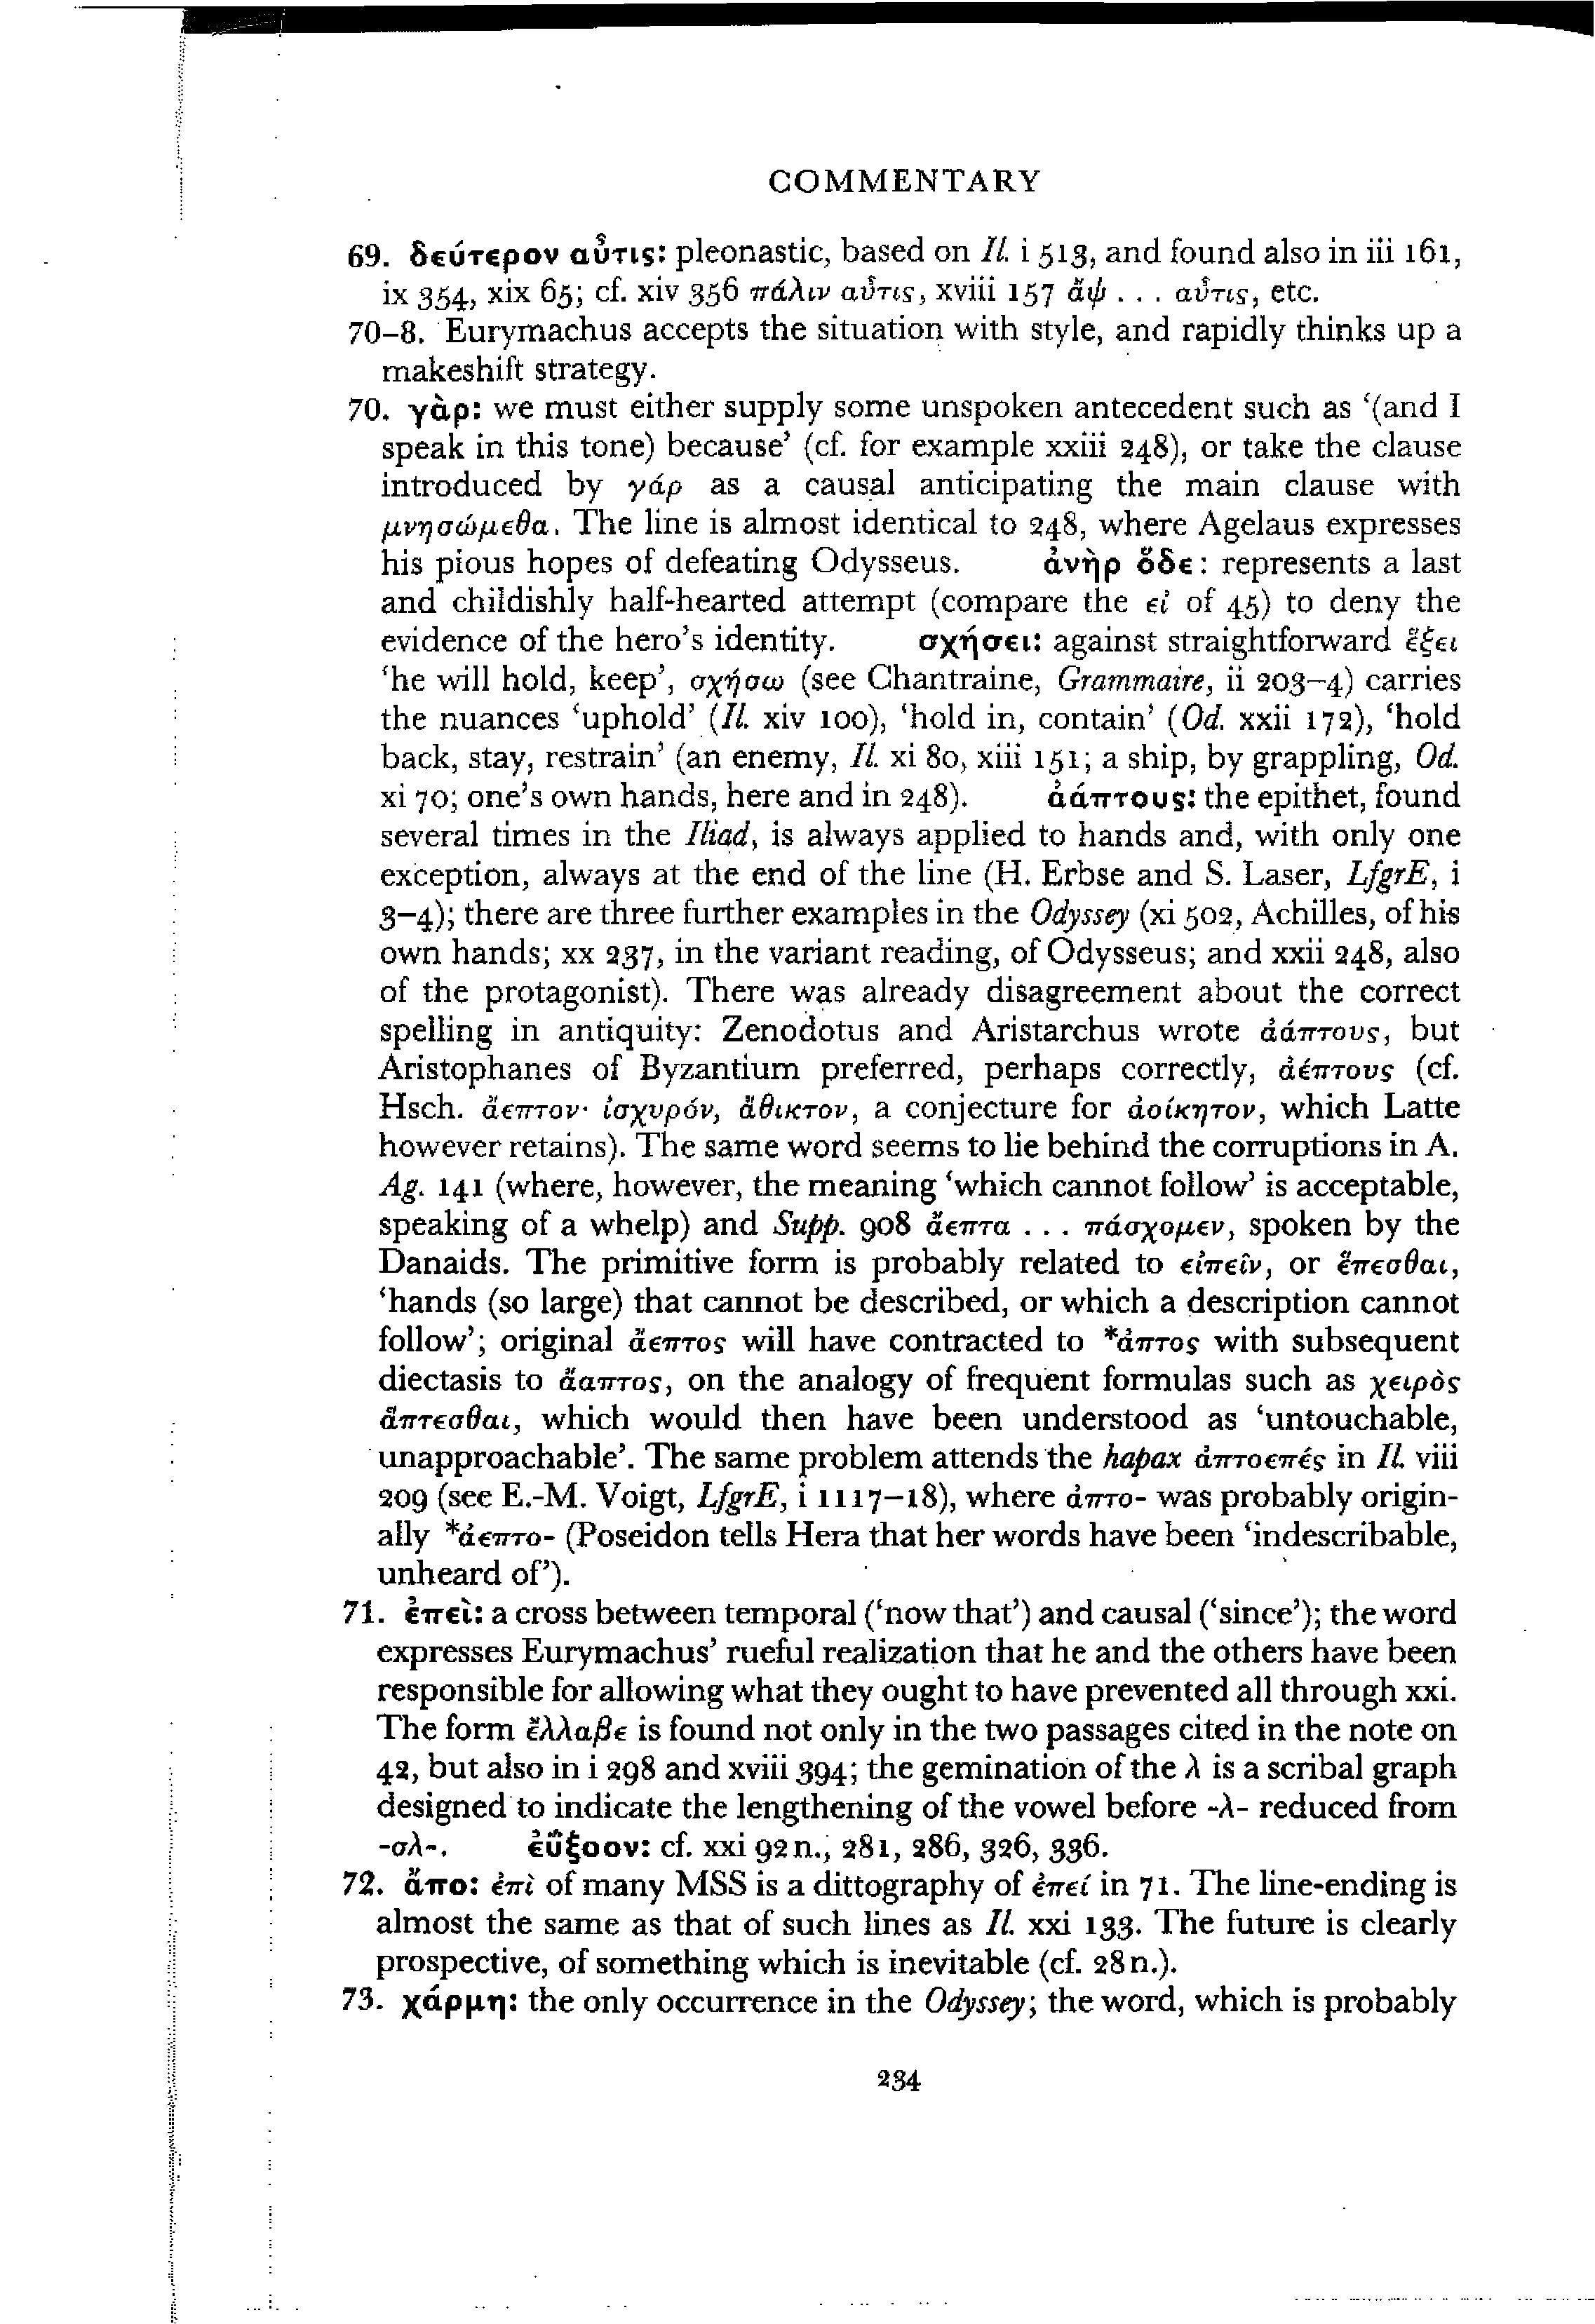 COMMENTARY
69. δεύτερον αὖτις: pleonastic, based on Il. i 513, and found also in iii 161,
ix 354, xix 65; cf. xiv 356 πάλιν αὖτις, xviii 157 ἂψ . . . αὖτις, etc.
70–8. Eurymachus accepts the situation with style, and rapidly thinks up a
makeshift strategy.
70. γὰρ: we must either supply some unspoken antecedent such as ‘(and I
speak in this tone) because’ (cf. for example xxiii 248), or take the clause
introduced by γάρ as a causal anticipating the main clause with
μνησώμεθα. The line is almost identical to 248, where Agelaus expresses
his pious hopes of defeating Odysseus. ἀνὴρ ὅδε: represents a last
and childishly half-hearted attempt (compare the εἰ of 45) to deny the
evidence of the hero’s identity. σχήσει: against straightforward ἕξει
‘he will hold, keep’, σχήσω (see Chantraine, Grammaire, ii 203–4) carries
the nuances ‘uphold’ (Il. xiv 100), ‘hold in, contain’ (Od. xxii 172), ‘hold
back, stay, restrain’ (an enemy, Il. xi 80, xiii 151; a ship, by grappling, Od.
xi 70; one’s own hands, here and in 248). ἀάπτους: the epithet, found
several times in the Iliad, is always applied to hands and, with only one
exception, always at the end of the line (H. Erbse and S. Laser, LfgrE, i
3–4); there are three further examples in the Odyssey (xi 502, Achilles, of his
own hands; xx 237, in the variant reading, of Odysseus; and xxii 248, also
of the protagonist). There was already disagreement about the correct
spelling in antiquity: Zenodotus and Aristarchus wrote ἀάπτους, but
Aristophanes of Byzantium preferred, perhaps correctly, ἀέπτους (cf.
Hsch. ἄεπτον· ἰσχυρόν, ἄθικτον, a conjecture for ἀοίκητον, which Latte
however retains). The same word seems to lie behind the corruptions in A.
Ag. 141 (where, however, the meaning ‘which cannot follow’ is acceptable,
speaking of a whelp) and Supp. 908 ἄεπτα . . . πάσχομεν, spoken by the
Danaids. The primitive form is probably related to εἰπεῖν, or ἕπεσθαι,
‘hands (so large) that cannot be described, or which a description cannot
follow’; original ἄεπτος will have contracted to *ἀπτος with subsequent
diectasis to ἄαπτος, on the analogy of frequent formulas such as χειρὸς
ἅπτεσθαι, which would then have been understood as ‘untouchable,
unapproachable’. The same problem attends the hapax ἀπτοεπές in Il. viii
209 (see E.-M. Voigt, LfgrE, i 1117–18), where ἀπτο- was probably origin-
ally *ἀεπτο- (Poseidon tells Hera that her words have been ‘indescribable,
unheard of’).
71. ἐπεὶ: a cross between temporal (‘now that’) and causal (‘since’); the word
expresses Eurymachus’ rueful realization that he and the others have been
responsible for allowing what they ought to have prevented all through xxi.
The form ἔλλαβε is found not only in the two passages cited in the note on
42, but also in i 298 and xviii 394; the gemination of the λ is a scribal graph
designed to indicate the lengthening of the vowel before -λ- reduced from
-σλ-. ἐΰξοον: cf. xxi 92 n., 281, 286, 326, 336.
72. ἄπο: ἐπὶ of many MSS is a dittography of ἐπεί in 71. The line-ending is
almost the same as that of such lines as Il. xxi 133. The future is clearly
prospective, of something which is inevitable (cf. 28 n.).
73. χάρμη: the only occurrence in the Odyssey; the word, which is probably
234